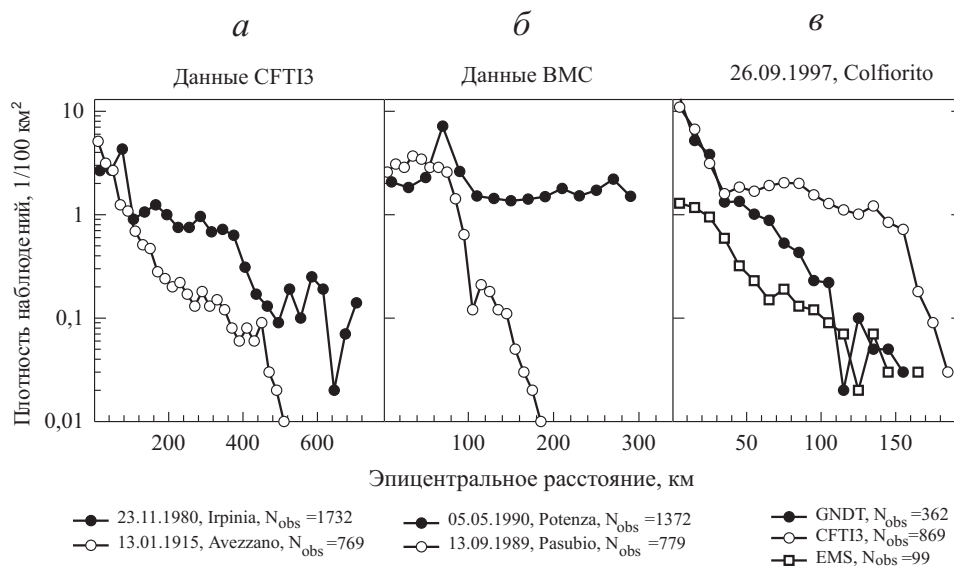 а б в
Данные CFTI3 Данные BMC 26.09.1997, Colfiorito
Плотность наблюдений, 1/100 км²
10
1
0,1
0,01
200 400 600 100 200 300 50 100 150
Эпицентральное расстояние, км
23.11.1980, Irpinia, N_obs =1732
13.01.1915, Avezzano, N_obs =769
05.05.1990, Potenza, N_obs =1372
13.09.1989, Pasubio, N_obs =779
GNDT, N_obs =362
CFTI3, N_obs=869
EMS, N_obs=99